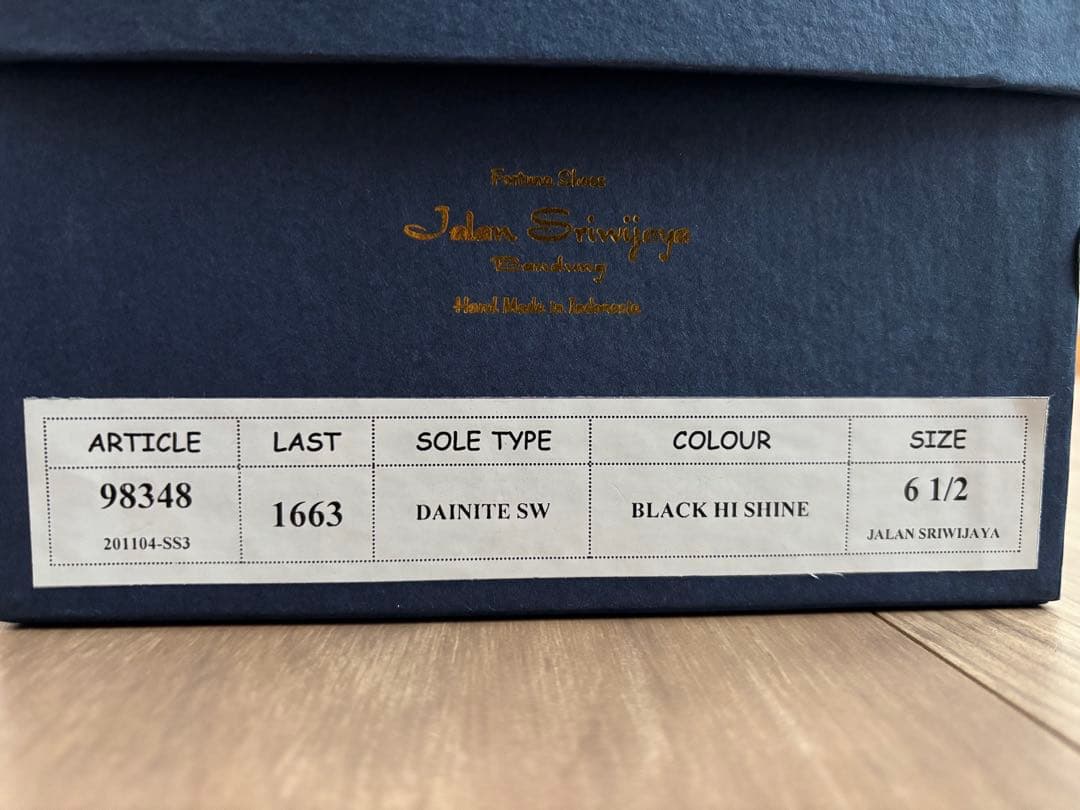 Fortuna Shoes
Jalan Sriwijaya
Bandung
Hand Made in Indonesia
ARTICLE LAST SOLE TYPE COLOUR SIZE
98348 1663 DAINITE SW BLACK HI SHINE 6 1/2
201104-SS3 JALAN SRIWIJAYA